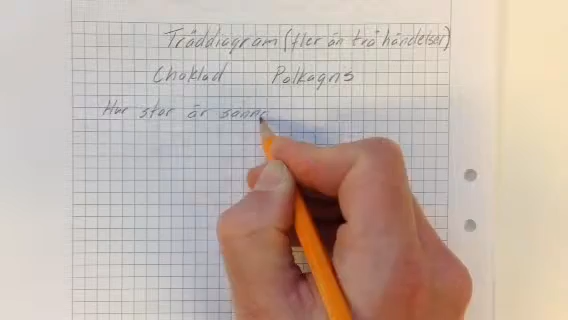 Träddiagram (fler än två händelser)
Choklad Polkagris
Hur stor är sann